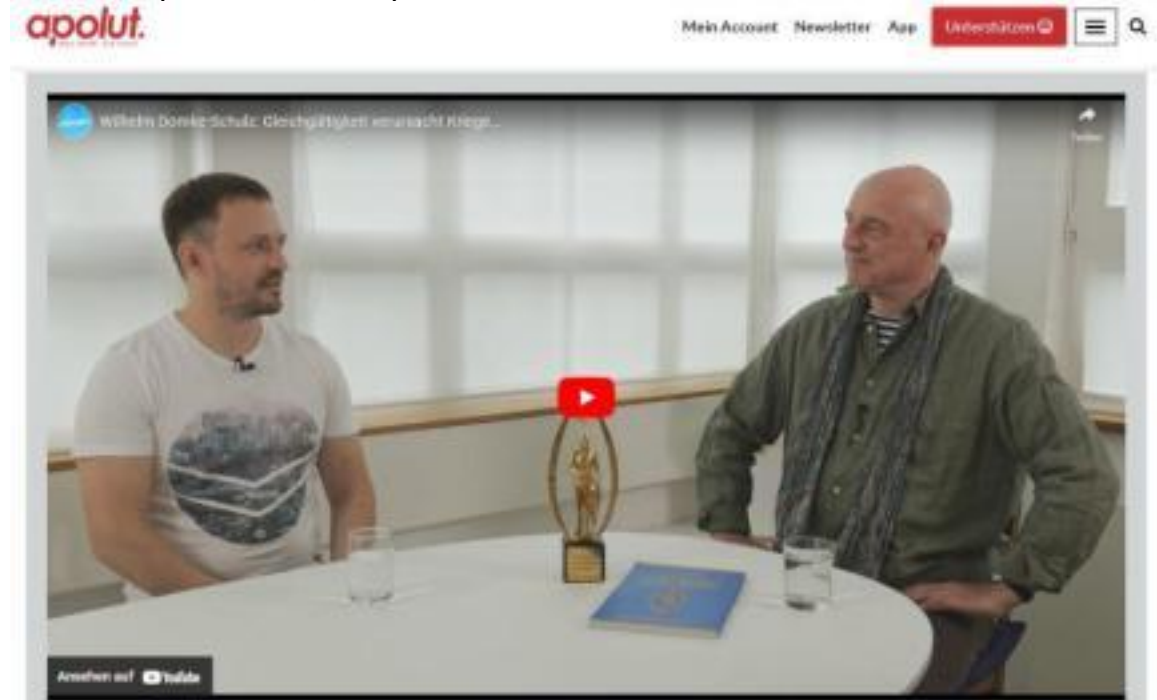 apolut.
Mein Account Newsletter App Unterstützen
Wilhelm Domke-Schulz: Gleichgültigkeit verursacht Kriege...
Teilen
Ansehen auf YouTube